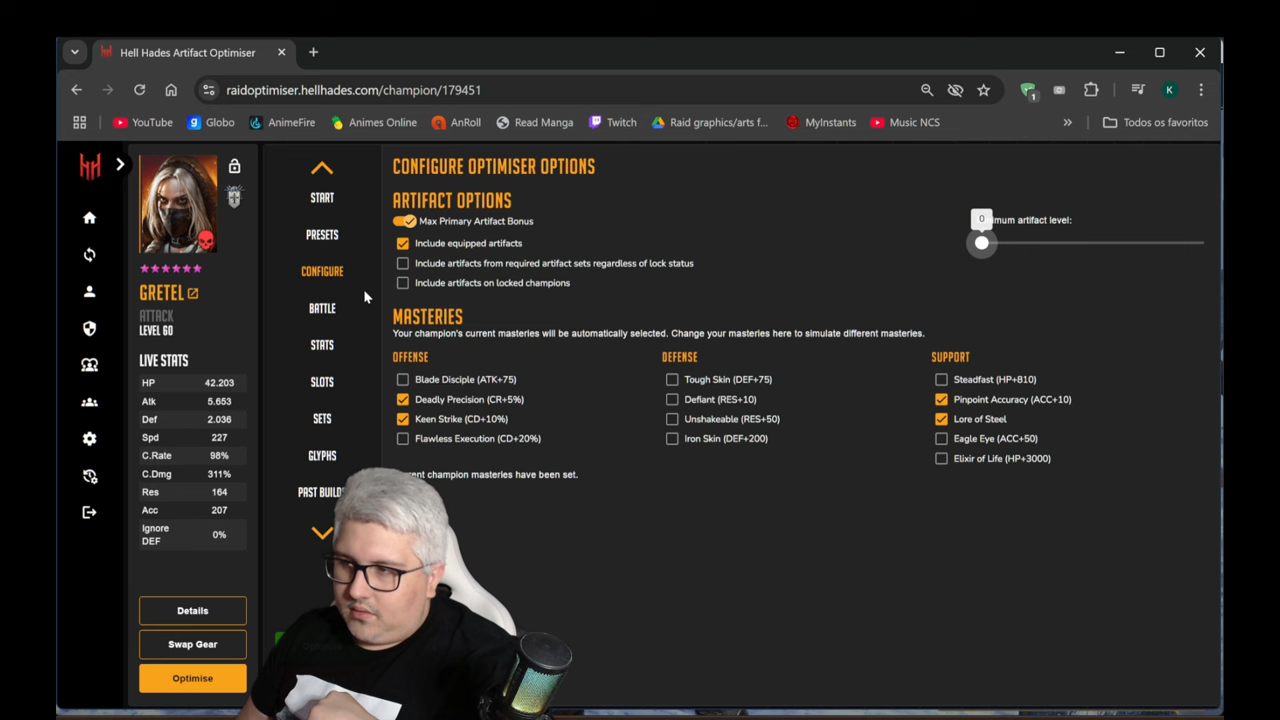 Hell Hades Artifact Optimiser
raidoptimiser.hellhades.com/champion/179451
1
K
YouTube
Globo
AnimeFire
Animes Online
AnRoll
Read Manga
Twitch
Raid graphics/arts f...
MyInstants
Music NCS
Todos os favoritos
GRETEL
ATTACK
LEVEL 60
LIVE STATS
HP 42.203
Atk 5.653
Def 2.036
Spd 227
C.Rate 98%
C.Dmg 311%
Res 164
Acc 207
Ignore DEF 0%
Details
Swap Gear
Optimise
START
PRESETS
CONFIGURE
BATTLE
STATS
SLOTS
SETS
GLYPHS
PAST BUILD
CONFIGURE OPTIMISER OPTIONS
ARTIFACT OPTIONS
Max Primary Artifact Bonus
Include equipped artifacts
Include artifacts from required artifact sets regardless of lock status
Include artifacts on locked champions
0
imum artifact level:
MASTERIES
Your champion's current masteries will be automatically selected. Change your masteries here to simulate different masteries.
OFFENSE
Blade Disciple (ATK+75)
Deadly Precision (CR+5%)
Keen Strike (CD+10%)
Flawless Execution (CD+20%)
DEFENSE
Tough Skin (DEF+75)
Defiant (RES+10)
Unshakeable (RES+50)
Iron Skin (DEF+200)
SUPPORT
Steadfast (HP+810)
Pinpoint Accuracy (ACC+10)
Lore of Steel
Eagle Eye (ACC+50)
Elixir of Life (HP+3000)
rent champion masteries have been set.